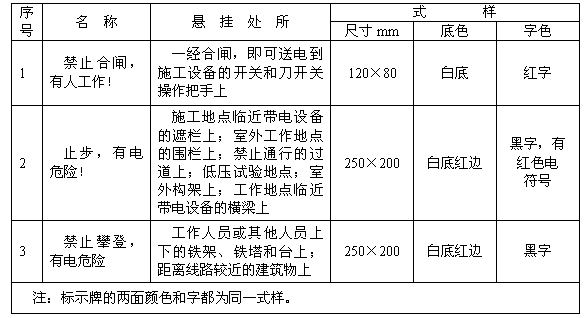 序号 名称 悬挂处所 式样
尺寸mm 底色 字色
1 禁止合闸，有人工作！ 一经合闸，即可送电到施工设备的开关和刀开关操作把手上 120×80 白底 红字
2 止步，有电危险！ 施工地点临近带电设备的遮栏上；室外工作地点的围栏上；禁止通行的过道上；低压试验地点；室外构架上；工作地点临近带电设备的横梁上 250×200 白底红边 黑字，有红色电符号
3 禁止攀登，有电危险 工作人员或其他人员上下的铁架、铁塔和台上；距离线路较近的建筑物上 250×200 白底红边 黑字
注：标示牌的两面颜色和字都为同一式样。